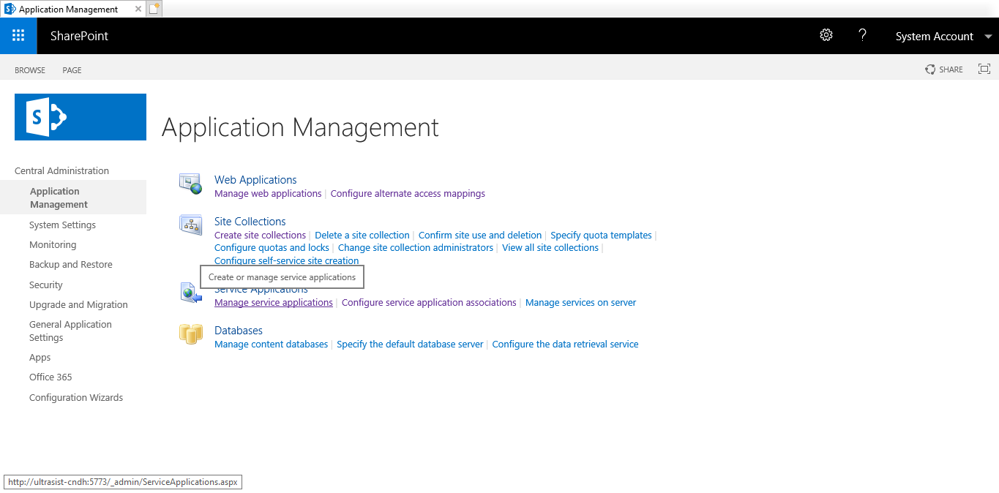 Application Management
SharePoint
System Account
BROWSE PAGE
SHARE
Application Management
Central Administration
Application
Management
System Settings
Monitoring
Backup and Restore
Security
Upgrade and Migration
General Application
Settings
Apps
Office 365
Configuration Wizards
Web Applications
Manage web applications | Configure alternate access mappings
Site Collections
Create site collections | Delete a site collection | Confirm site use and deletion | Specify quota templates |
Configure quotas and locks | Change site collection administrators | View all site collections |
Configure self-service site creation
Create or manage service applications
Service Applications
Manage service applications | Configure service application associations | Manage services on server
Databases
Manage content databases | Specify the default database server | Configure the data retrieval service
http://ultrasist-cndh:5773/_admin/ServiceApplications.aspx